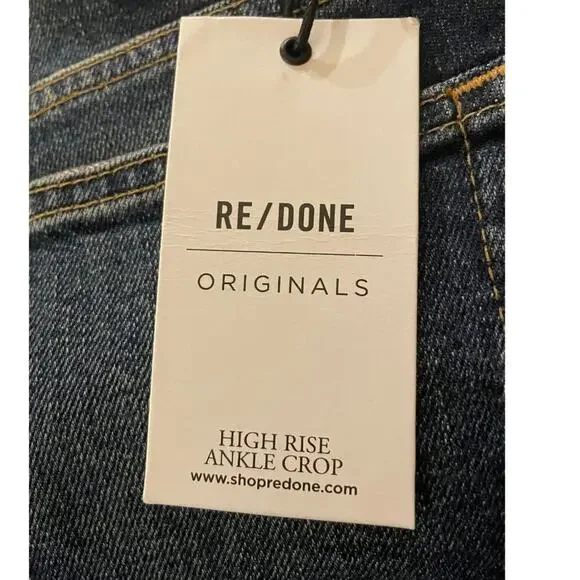 RE/DONE
ORIGINALS
HIGH RISE
ANKLE CROP
www.shopredone.com